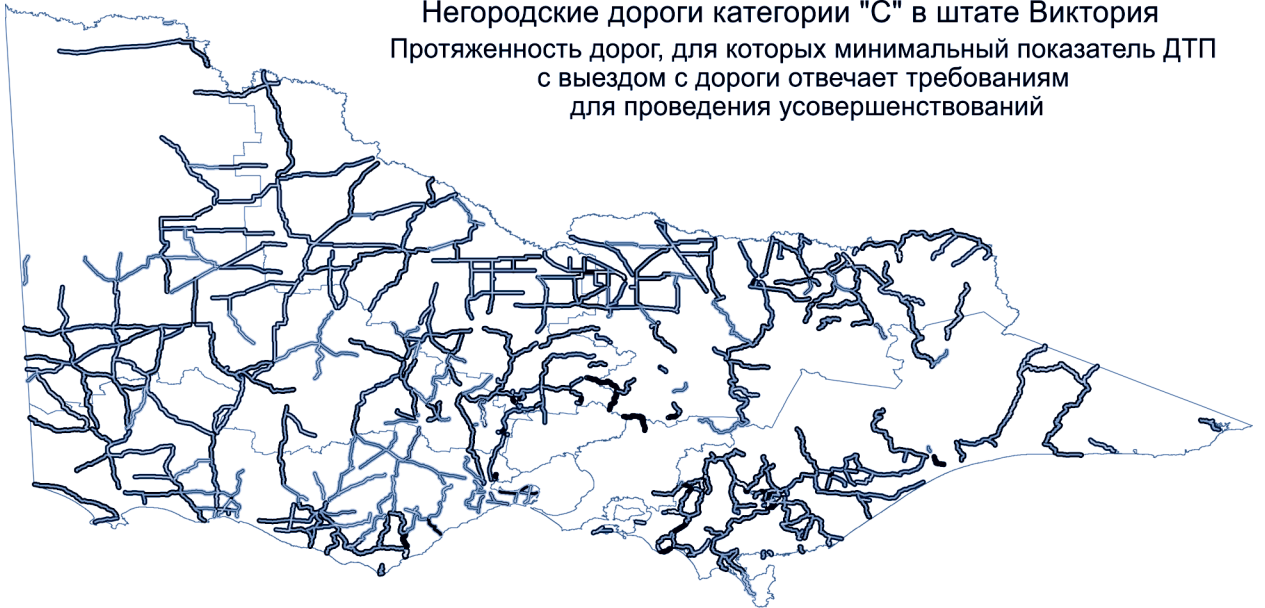 Негородские дороги категории "С" в штате Виктория
Протяженность дорог, для которых минимальный показатель ДТП
с выездом с дороги отвечает требованиям
для проведения усовершенствований